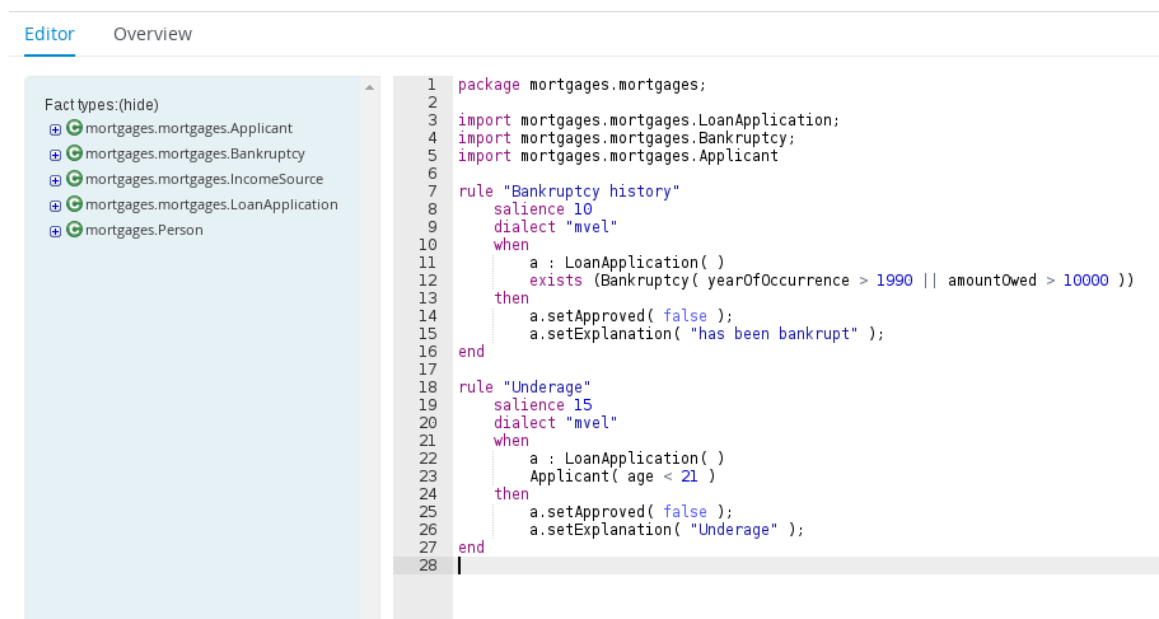 Editor Overview
Fact types:(hide)
mortgages.mortgages.Applicant
mortgages.mortgages.Bankruptcy
mortgages.mortgages.IncomeSource
mortgages.mortgages.LoanApplication
mortgages.Person
1 package mortgages.mortgages;
2
3 import mortgages.mortgages.LoanApplication;
4 import mortgages.mortgages.Bankruptcy;
5 import mortgages.mortgages.Applicant
6
7 rule "Bankruptcy history"
8 salience 10
9 dialect "mvel"
10 when
11 a : LoanApplication( )
12 exists (Bankruptcy( yearOfOccurrence > 1990 || amountOwed > 10000 ))
13 then
14 a.setApproved( false );
15 a.setExplanation( "has been bankrupt" );
16 end
17
18 rule "Underage"
19 salience 15
20 dialect "mvel"
21 when
22 a : LoanApplication( )
23 Applicant( age < 21 )
24 then
25 a.setApproved( false );
26 a.setExplanation( "Underage" );
27 end
28